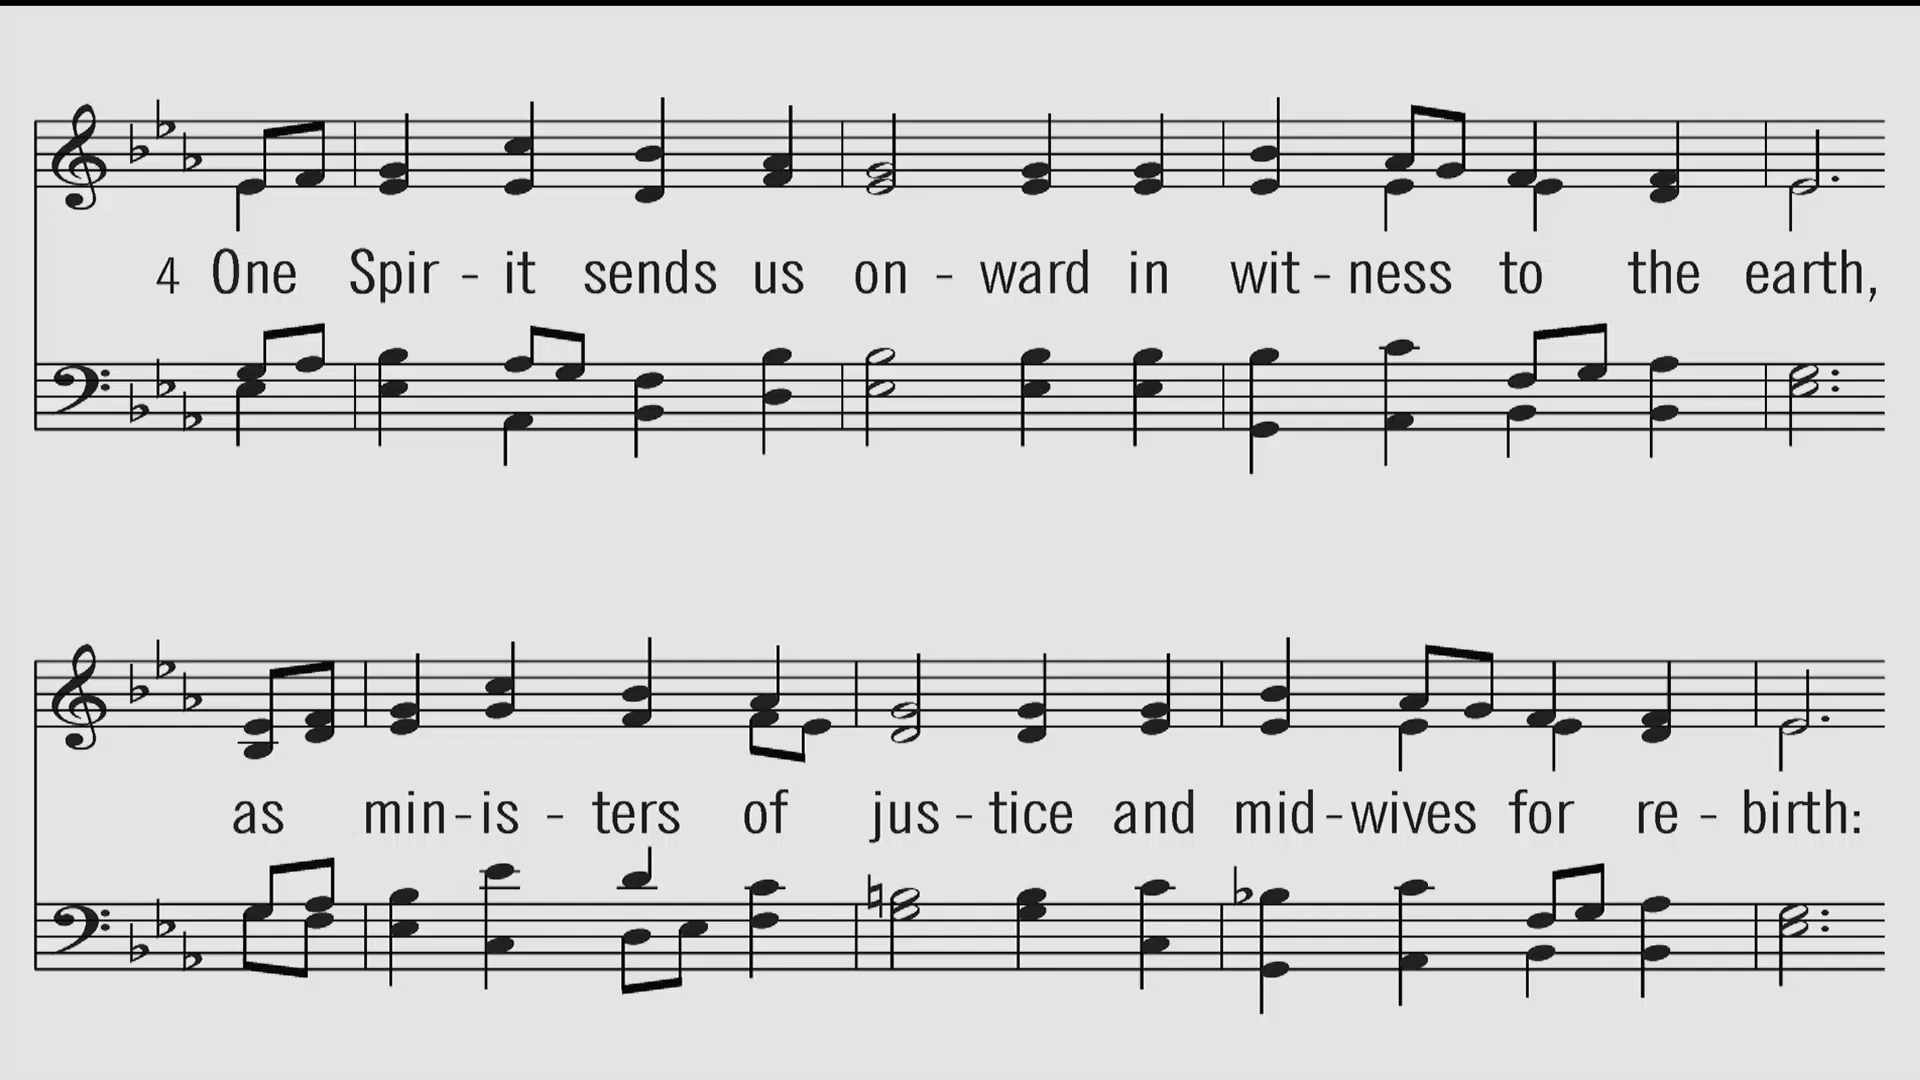 4 One Spir - it sends us on - ward in wit - ness to the earth,
as min - is - ters of jus - tice and mid - wives for re - birth: